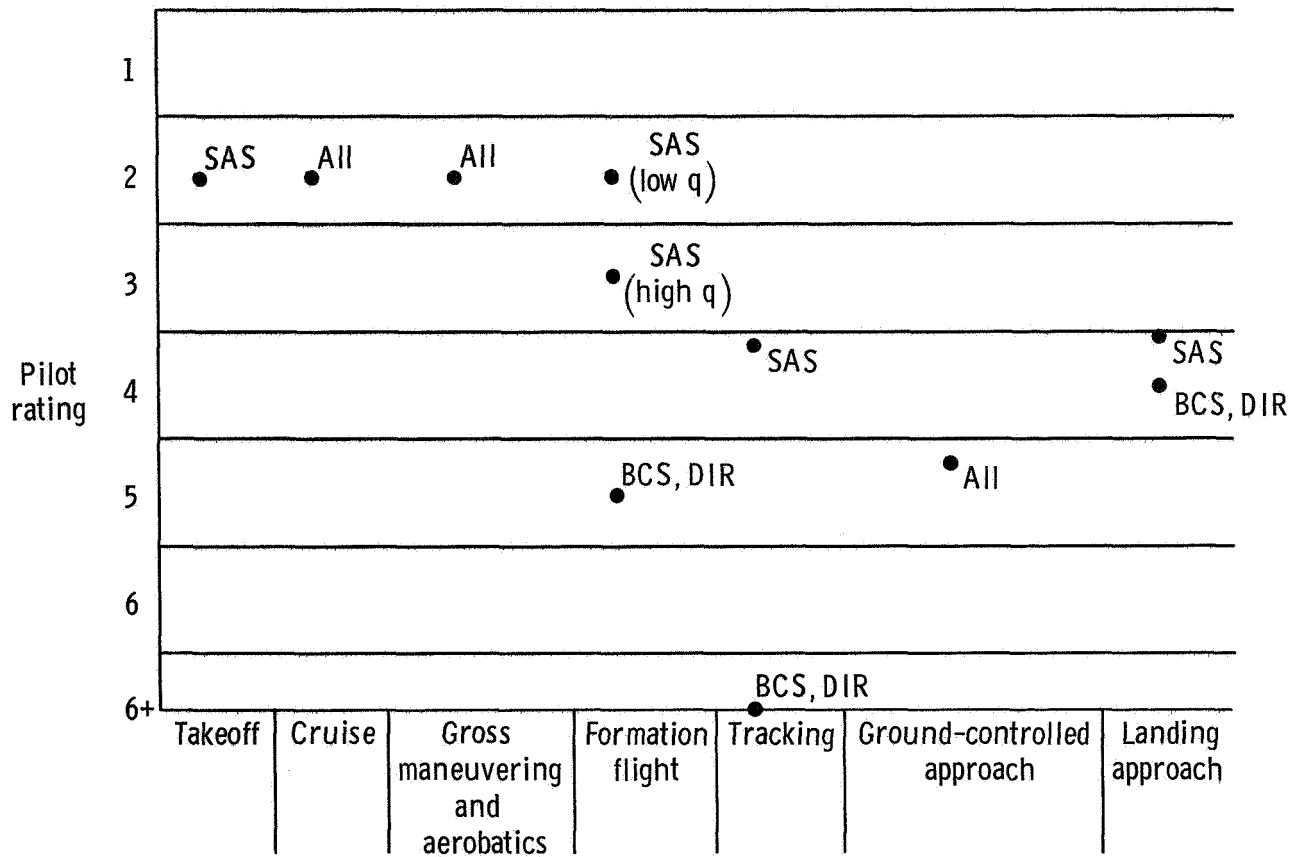 1
SAS
All
All
SAS
(low q)
2
SAS
(high q)
3
SAS
SAS
Pilot
rating
4
BCS, DIR
BCS, DIR
All
5
6
BCS, DIR
6+
Takeoff
Cruise
Gross
maneuvering
and
aerobatics
Formation
flight
Tracking
Ground-controlled
approach
Landing
approach